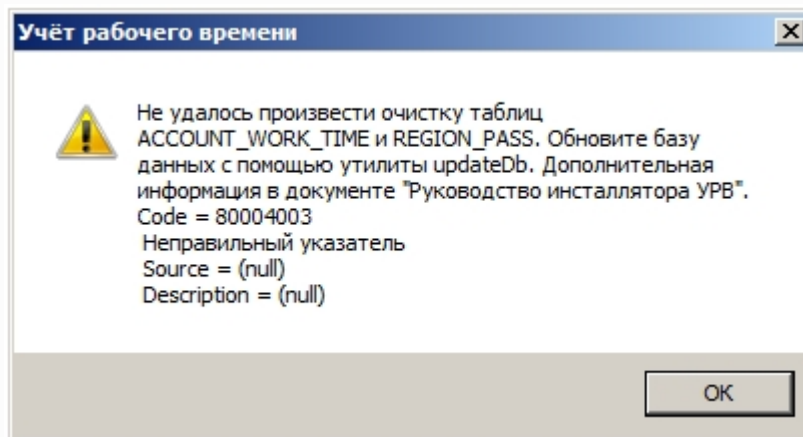 Учёт рабочего времени
Не удалось произвести очистку таблиц
ACCOUNT_WORK_TIME и REGION_PASS. Обновите базу
данных с помощью утилиты updateDb. Дополнительная
информация в документе "Руководство инсталлятора УРВ".
Code = 80004003
Неправильный указатель
Source = (null)
Description = (null)
OK